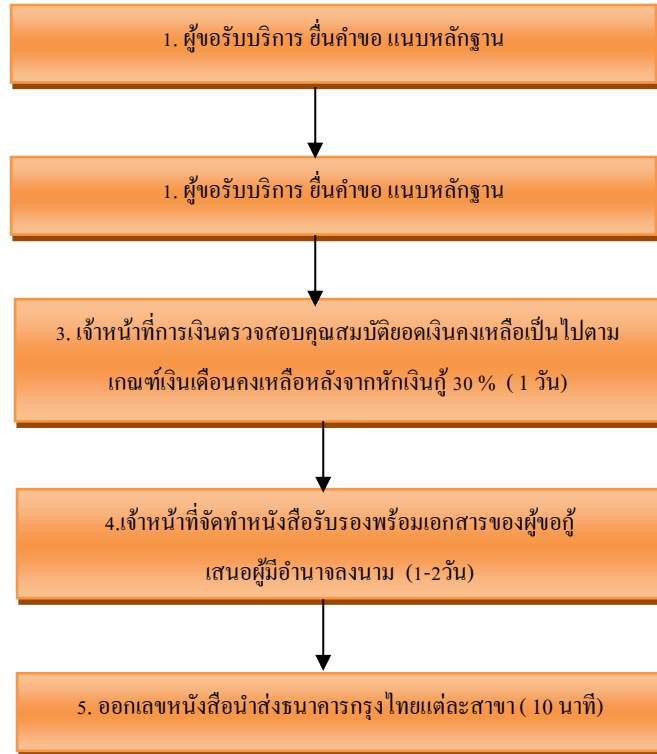 1. ผู้ขอรับบริการ ยื่นคำขอ แนบหลักฐาน
1. ผู้ขอรับบริการ ยื่นคำขอ แนบหลักฐาน
3. เจ้าหน้าที่การเงินตรวจสอบคุณสมบัติยอดเงินคงเหลือเป็นไปตาม
เกณฑ์เงินเดือนคงเหลือหลังจากหักเงินกู้ 30 % ( 1 วัน)
4.เจ้าหน้าที่จัดทำหนังสือรับรองพร้อมเอกสารของผู้ขอกู้
เสนอผู้มีอำนาจลงนาม (1-2วัน)
5. ออกเลขหนังสือนำส่งธนาคารกรุงไทยแต่ละสาขา ( 10 นาที)